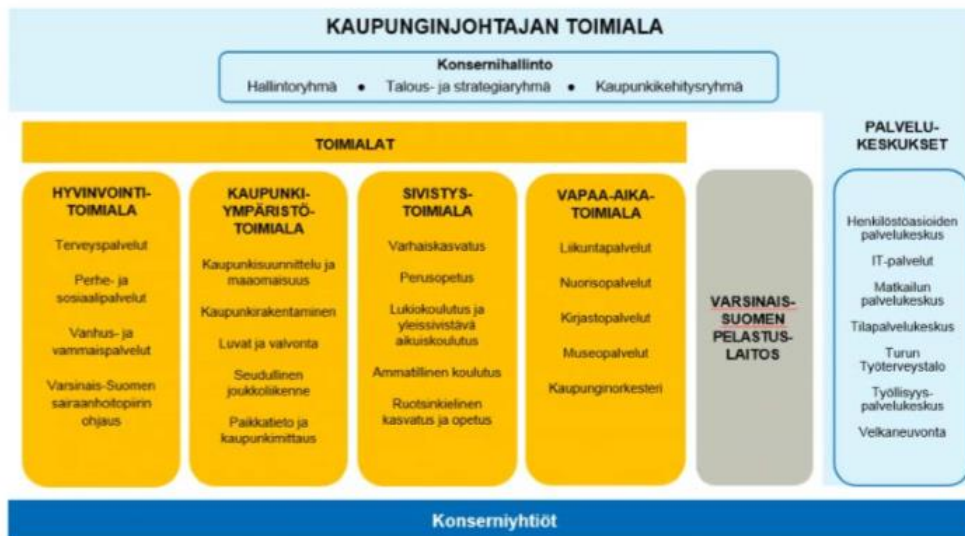 KAUPUNGINJOHTAJAN TOIMIALA
Konsernihallinto
Hallintoryhmä • Talous- ja strategiaryhmä • Kaupunkikehitysryhmä
TOIMIALAT
HYVINVOINTI-
TOIMIALA
Terveyspalvelut
Perhe- ja
sosiaalipalvelut
Vanhus- ja
vammaispalvelut
Varsinais-Suomen
sairaanhoitopiirin
ohjaus
KAUPUNKI-
YMPÄRISTÖ-
TOIMIALA
Kaupunkisuunnittelu ja
maaomaisuus
Kaupunkirakentaminen
Luvat ja valvonta
Seudullinen
joukkoliikenne
Paikkatieto ja
kaupunkimittaus
SIVISTYS-
TOIMIALA
Varhaiskasvatus
Perusopetus
Lukiokoulutus ja
yleissivistävä
aikuiskoulutus
Ammatillinen koulutus
Ruotsinkielinen
kasvatus ja opetus
VAPAA-AIKA-
TOIMIALA
Liikuntapalvelut
Nuorisopalvelut
Kirjastopalvelut
Museopalvelut
Kaupunginorkesteri
VARSINAIS-
SUOMEN
PELASTUS-
LAITOS
PALVELU-
KESKUKSET
Henkilöstöasioiden
palvelukeskus
IT-palvelut
Matkailun
palvelukeskus
Tilapalvelukeskus
Turun
Työterveystalo
Työllisyys-
palvelukeskus
Velkaneuvonta
Konserniyhtiöt